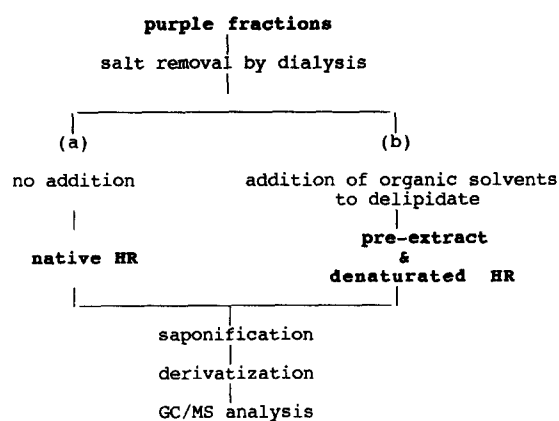 purple fractions
salt removal by dialysis
(a)
(b)
no addition
addition of organic solvents
to delipidate
native HR
pre-extract
&
denaturated HR
saponification
derivatization
GC/MS analysis